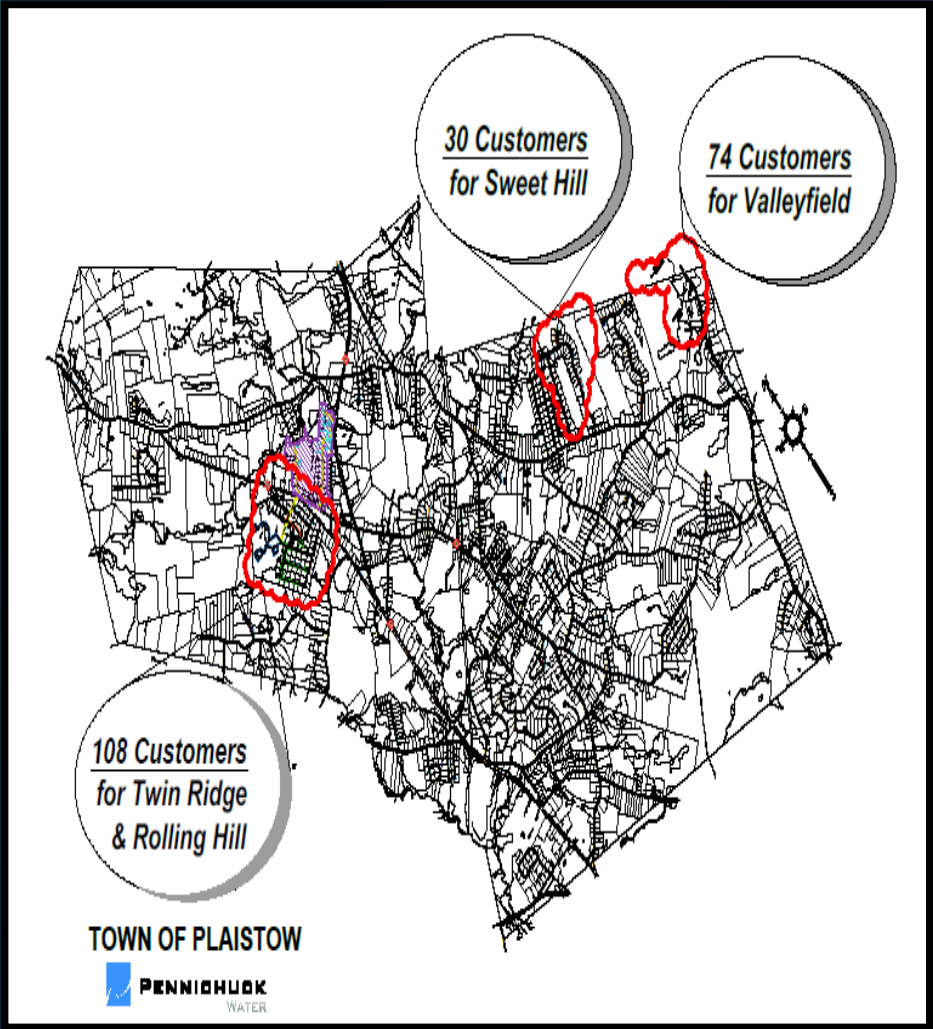 30 Customers
for Sweet Hill
74 Customers
for Valleyfield
108 Customers
for Twin Ridge
& Rolling Hill
TOWN OF PLAISTOW
PENNICHUCK
WATER